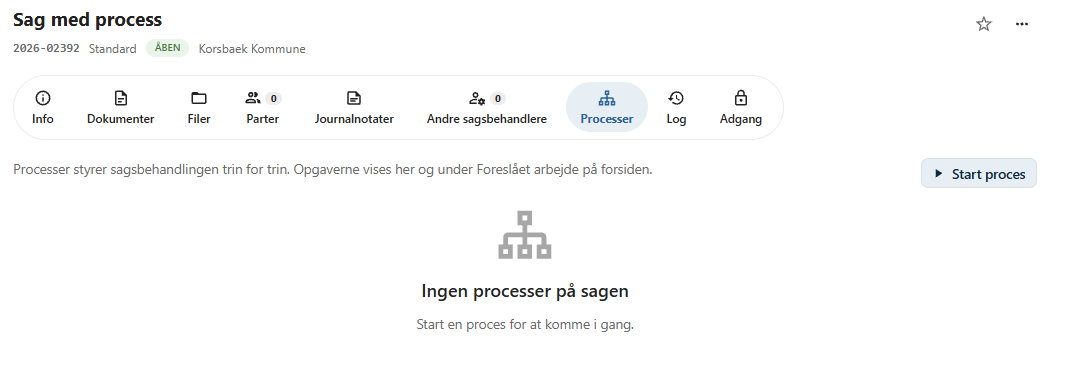 Sag med process
2026-02392 Standard ÅBEN Korsbaek Kommune
Info Dokumenter Filer Parter 0 Journalnotater Andre sagsbehandlere 0 Processer Log Adgang
Processer styrer sagsbehandlingen trin for trin. Opgaverne vises her og under Foreslået arbejde på forsiden.
Start proces
Ingen processer på sagen
Start en proces for at komme i gang.